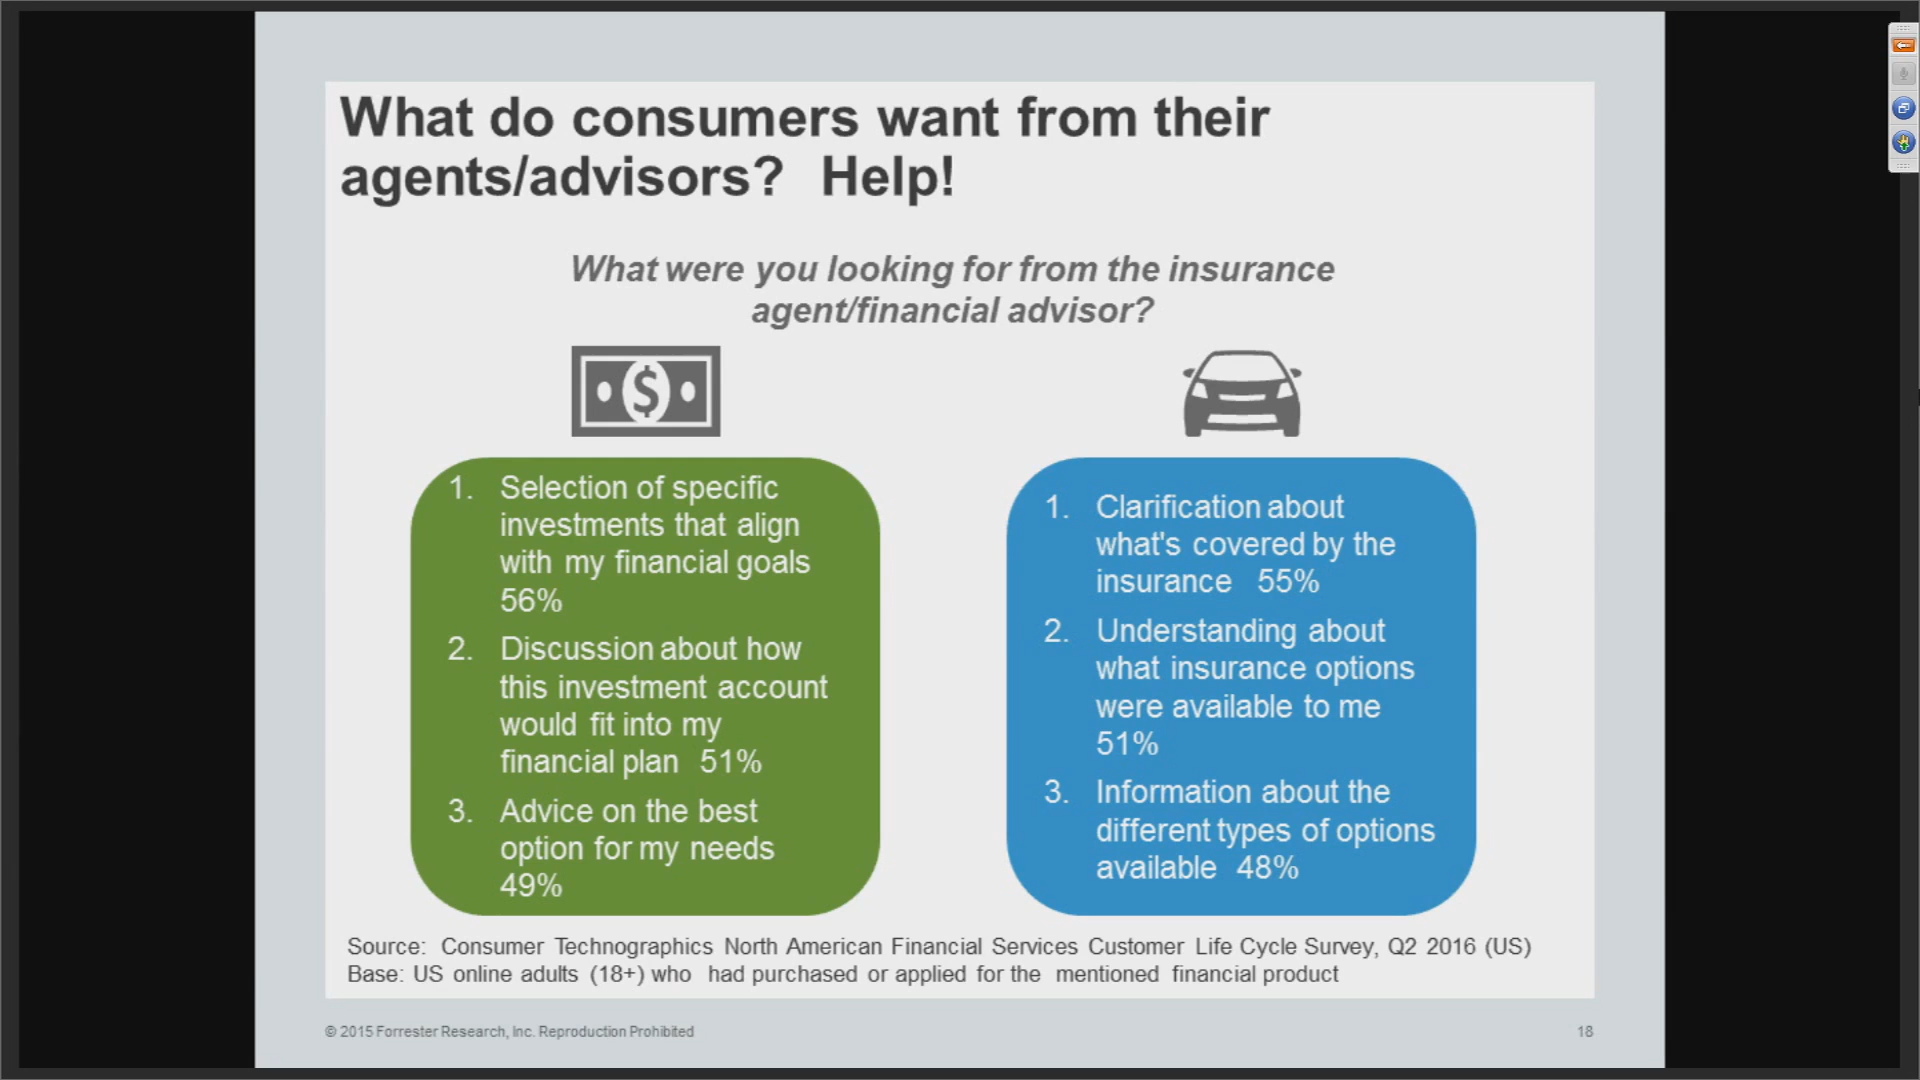 What do consumers want from their
agents/advisors? Help!
What were you looking for from the insurance
agent/financial advisor?
$
1. Selection of specific
investments that align
with my financial goals
56%
2. Discussion about how
this investment account
would fit into my
financial plan 51%
3. Advice on the best
option for my needs
49%
1. Clarification about
what's covered by the
insurance 55%
2. Understanding about
what insurance options
were available to me
51%
3. Information about the
different types of options
available 48%
Source: Consumer Technographics North American Financial Services Customer Life Cycle Survey, Q2 2016 (US)
Base: US online adults (18+) who had purchased or applied for the mentioned financial product
© 2015 Forrester Research, Inc. Reproduction Prohibited
18